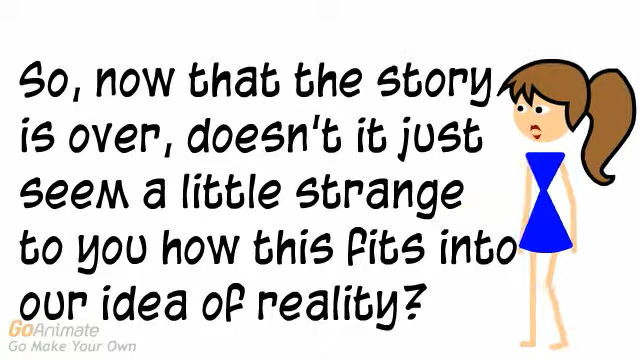 So, now that the story
is over, doesn't it just
seem a little strange
to you how this fits into
our idea of reality?
GoAnimate
Go Make Your Own